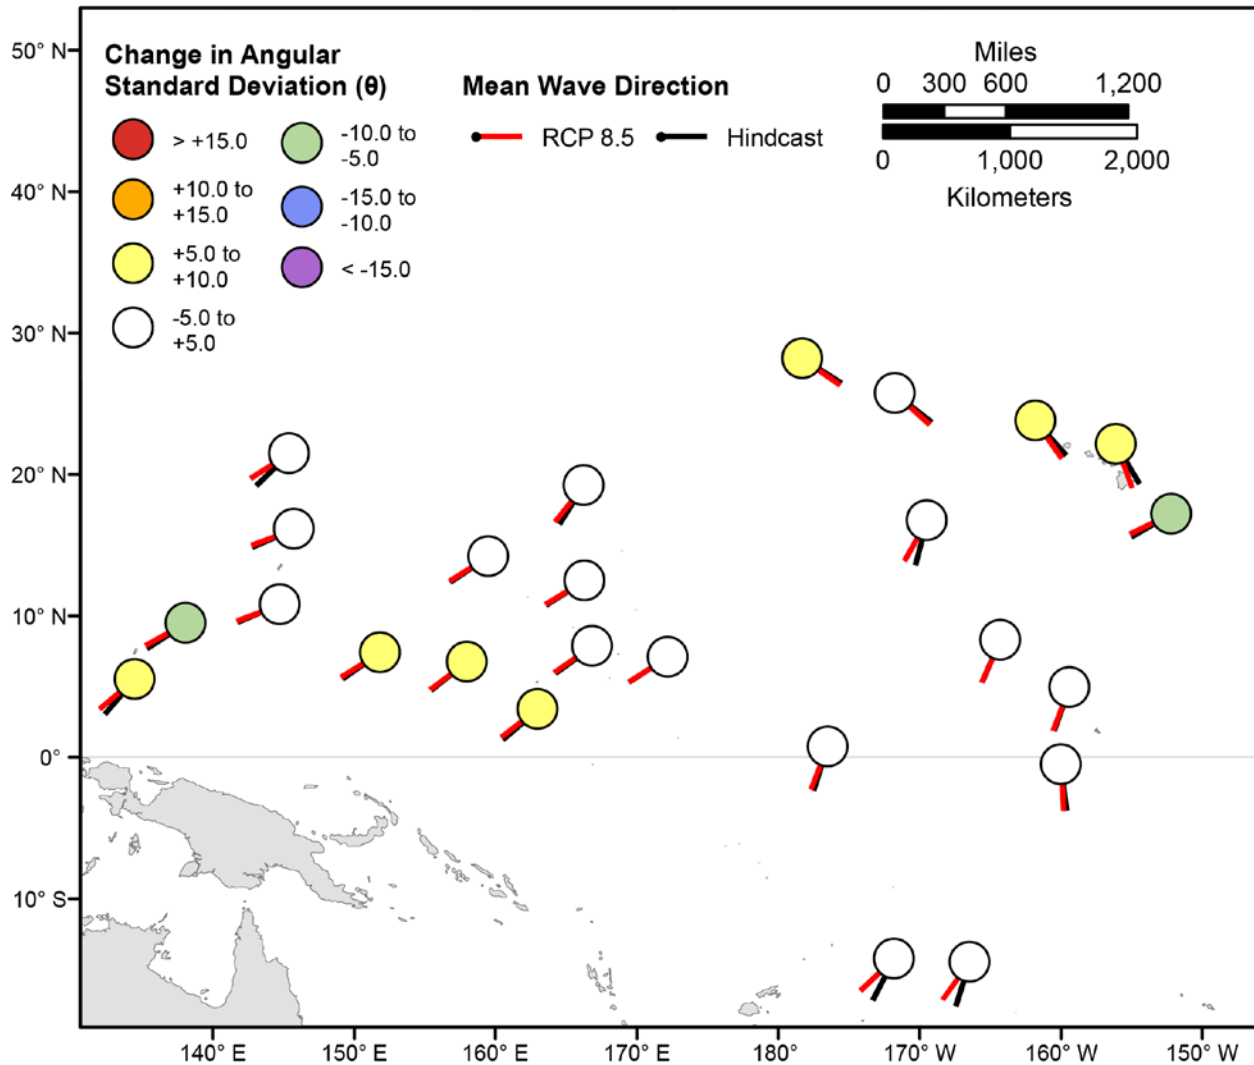 Change in Angular
Standard Deviation (θ)
> +15.0
+10.0 to
+15.0
+5.0 to
+10.0
-5.0 to
+5.0
-10.0 to
-5.0
-15.0 to
-10.0
< -15.0
Mean Wave Direction
RCP 8.5
Hindcast
Miles
0 300 600 1,200
0 1,000 2,000
Kilometers
50° N
40° N
30° N
20° N
10° N
0°
10° S
140° E 150° E 160° E 170° E 180° 170° W 160° W 150° W